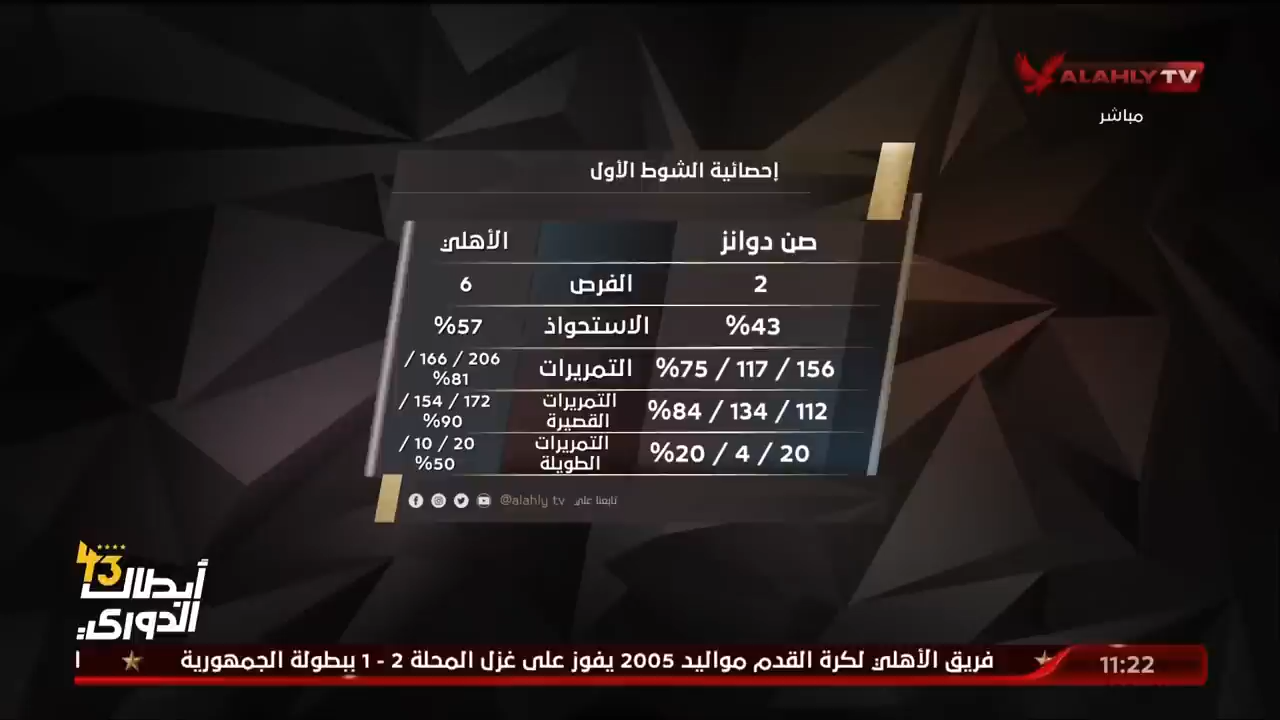 ALAHLY TV
مباشر
إحصائية الشوط الأول
صن دوانز الأهلي
2 الفرص 6
%43 الاستحواذ %57
156 / 117 / %75 التمريرات 206 / 166 / %81
112 / 134 / %84 التمريرات القصيرة 172 / 154 / %90
20 / 4 / %20 التمريرات الطويلة 20 / 10 / %50
تابعنا علي @alahly tv
43
أبطال
الدوري
11:22 فريق الأهلي لكرة القدم مواليد 2005 يفوز على غزل المحلة 2 - 1 ببطولة الجمهورية